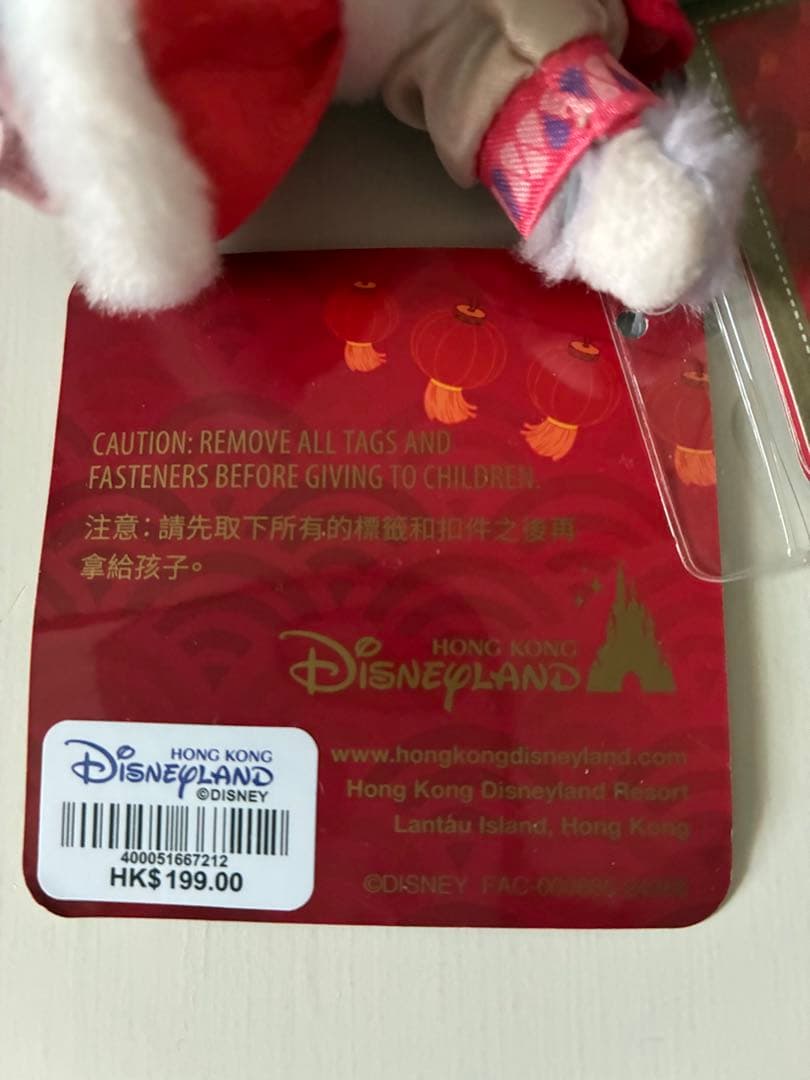 CAUTION: REMOVE ALL TAGS AND
FASTENERS BEFORE GIVING TO CHILDREN.
注意：請先取下所有的標籤和扣件之後再
拿給孩子。
HONG KONG
DISNEYLAND
HONG KONG
DISNEYLAND
©DISNEY
400051667212
HK$199.00
www.hongkongdisneyland.com
Hong Kong Disneyland Resort
Lantau Island, Hong Kong
©DISNEY